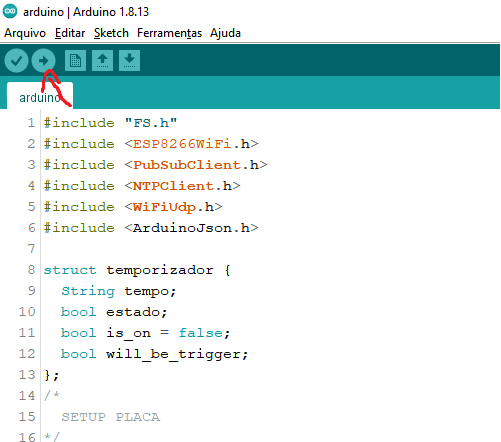 arduino | Arduino 1.8.13
Arquivo Editar Sketch Ferramentas Ajuda
arduino
1 #include "FS.h"
2 #include <ESP8266WiFi.h>
3 #include <PubSubClient.h>
4 #include <NTPClient.h>
5 #include <WiFiUdp.h>
6 #include <ArduinoJson.h>
7
8 struct temporizador {
9 String tempo;
10 bool estado;
11 bool is_on = false;
12 bool will_be_trigger;
13 };
14 /*
15 SETUP PLACA
16 */